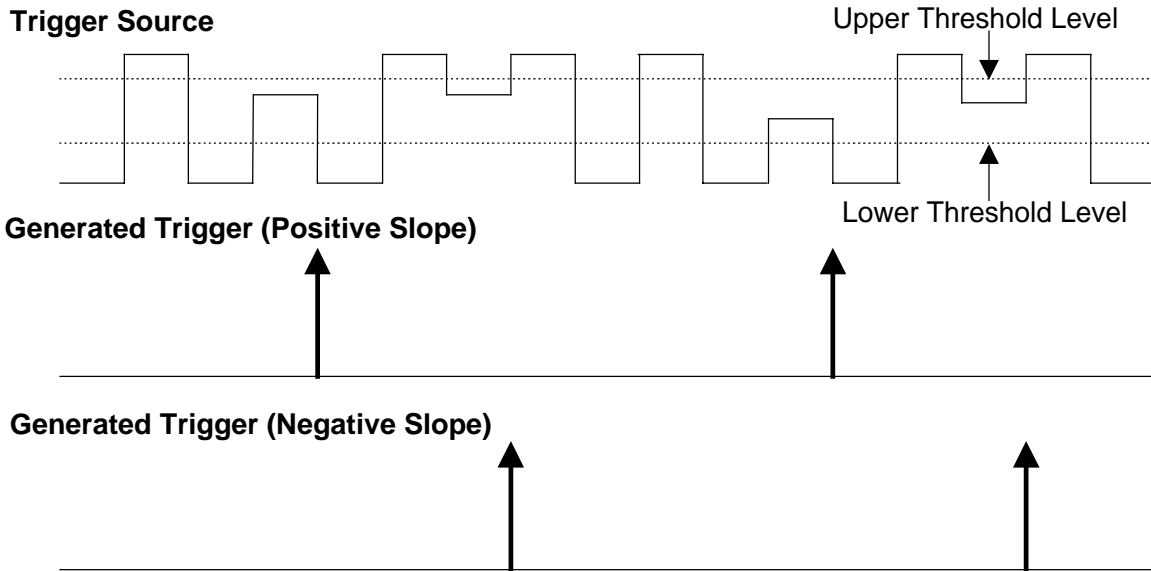 Trigger Source
Upper Threshold Level
Lower Threshold Level
Generated Trigger (Positive Slope)
Generated Trigger (Negative Slope)